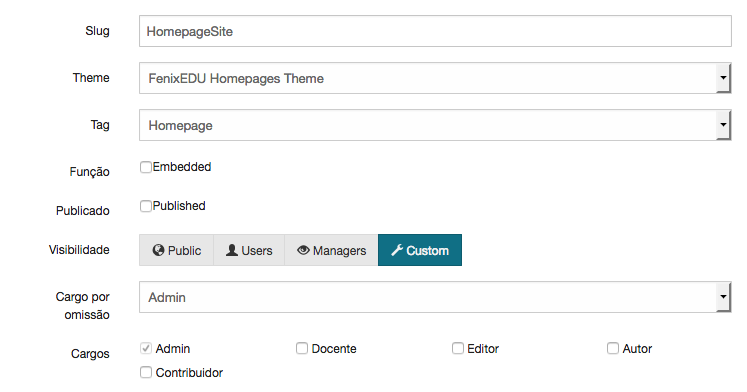 Slug HomepageSite
Theme FenixEDU Homepages Theme
Tag Homepage
Função Embedded
Publicado Published
Visibilidade Public Users Managers Custom
Cargo por omissão Admin
Cargos Admin Docente Editor Autor
Contribuidor